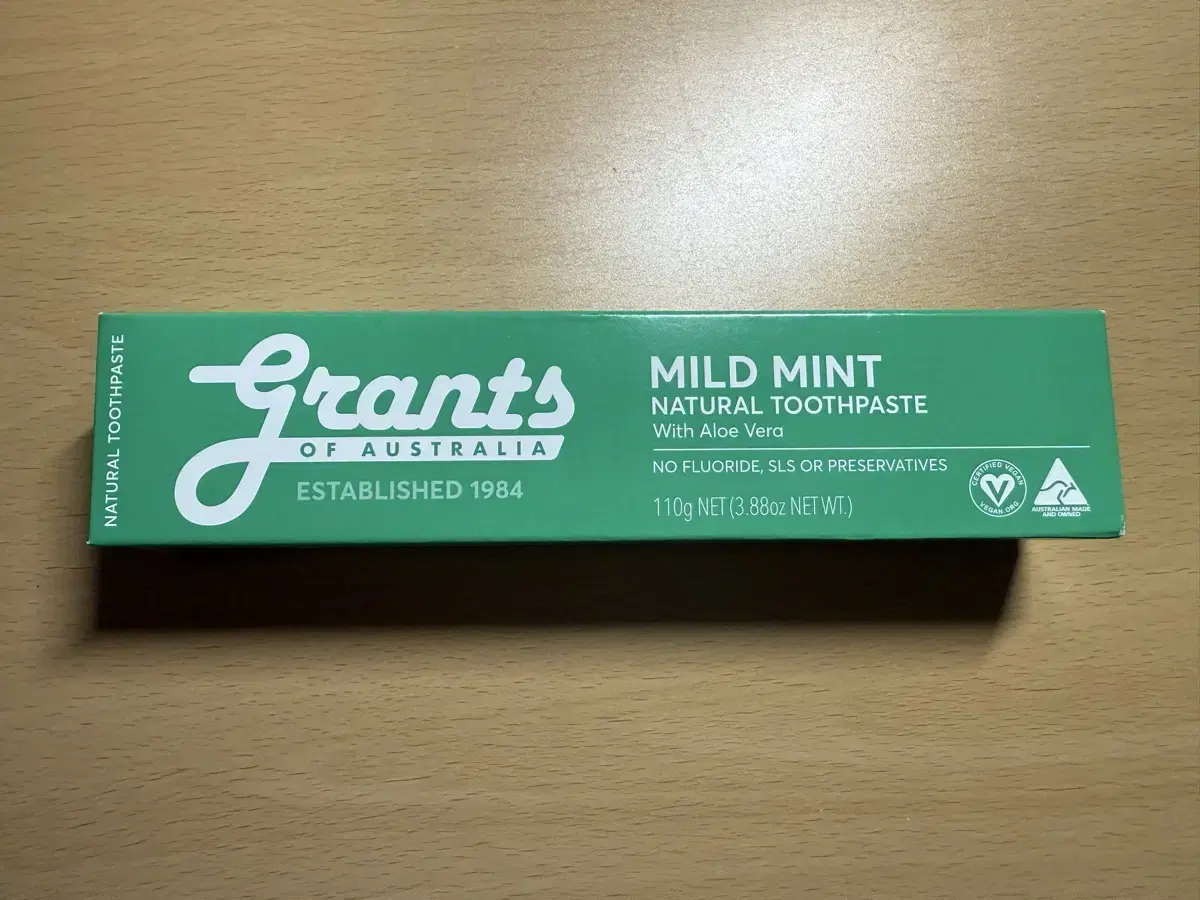 NATURAL TOOTHPASTE
Grants
OF AUSTRALIA
ESTABLISHED 1984
MILD MINT
NATURAL TOOTHPASTE
With Aloe Vera
NO FLUORIDE, SLS OR PRESERVATIVES
110g NET (3.88oz NET WT.)
CERTIFIED VEGAN
VEGAN.ORG
AUSTRALIAN MADE
AND OWNED